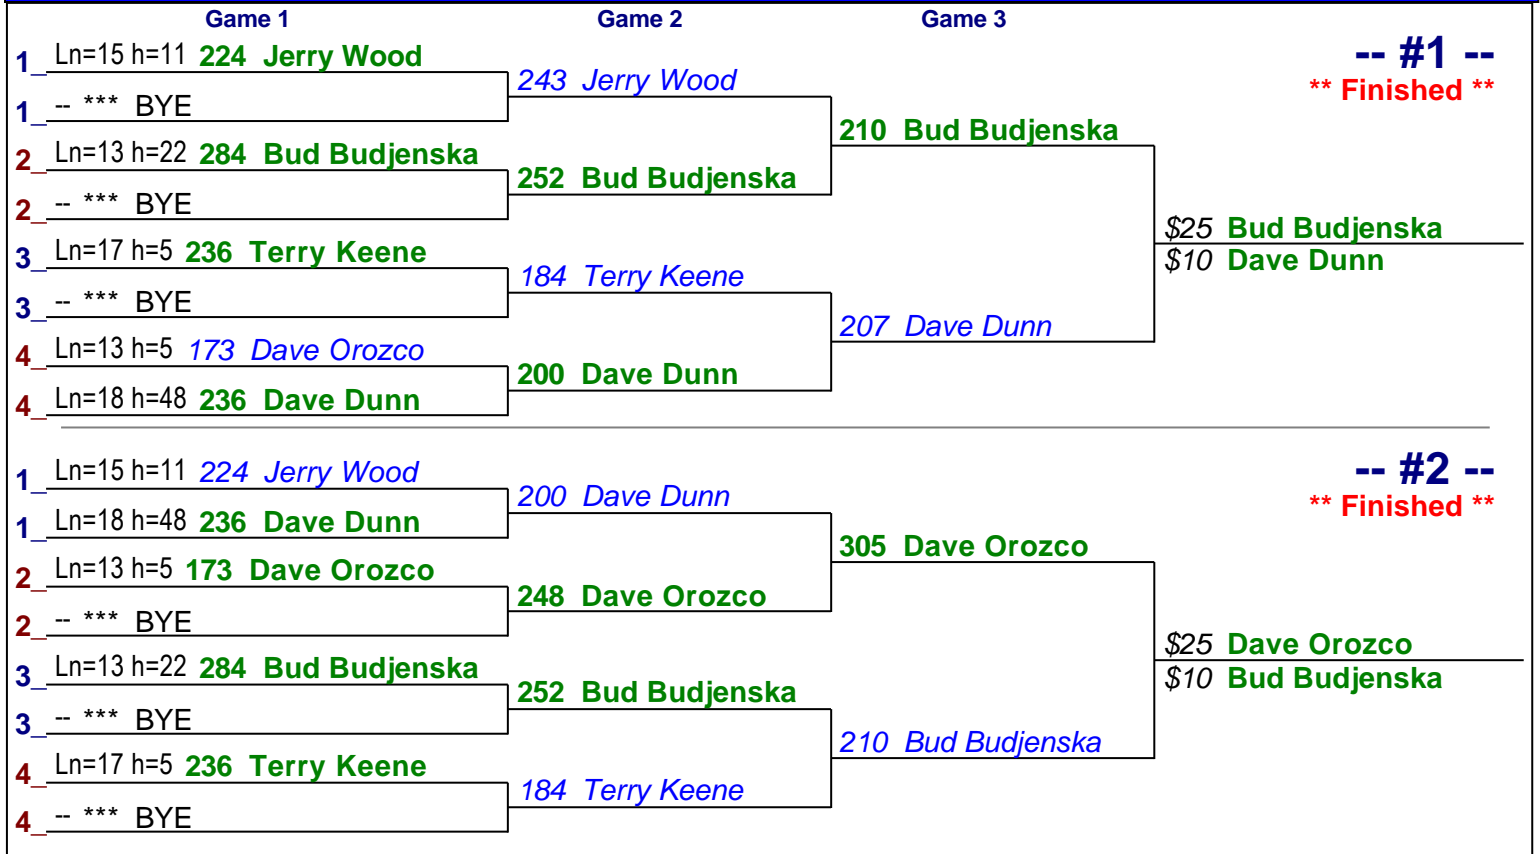 Game 1 Game 2 Game 3
-- #1 --
** Finished **
1_ Ln=15 h=11 224 Jerry Wood
243 Jerry Wood
1_ -- *** BYE
210 Bud Budjenska
2_ Ln=13 h=22 284 Bud Budjenska
252 Bud Budjenska
2_ -- *** BYE
$25 Bud Budjenska
$10 Dave Dunn
3_ Ln=17 h=5 236 Terry Keene
184 Terry Keene
3_ -- *** BYE
207 Dave Dunn
4_ Ln=13 h=5 173 Dave Orozco
200 Dave Dunn
4_ Ln=18 h=48 236 Dave Dunn
-- #2 --
** Finished **
1_ Ln=15 h=11 224 Jerry Wood
200 Dave Dunn
1_ Ln=18 h=48 236 Dave Dunn
305 Dave Orozco
2_ Ln=13 h=5 173 Dave Orozco
248 Dave Orozco
2_ -- *** BYE
$25 Dave Orozco
$10 Bud Budjenska
3_ Ln=13 h=22 284 Bud Budjenska
252 Bud Budjenska
3_ -- *** BYE
210 Bud Budjenska
4_ Ln=17 h=5 236 Terry Keene
184 Terry Keene
4_ -- *** BYE